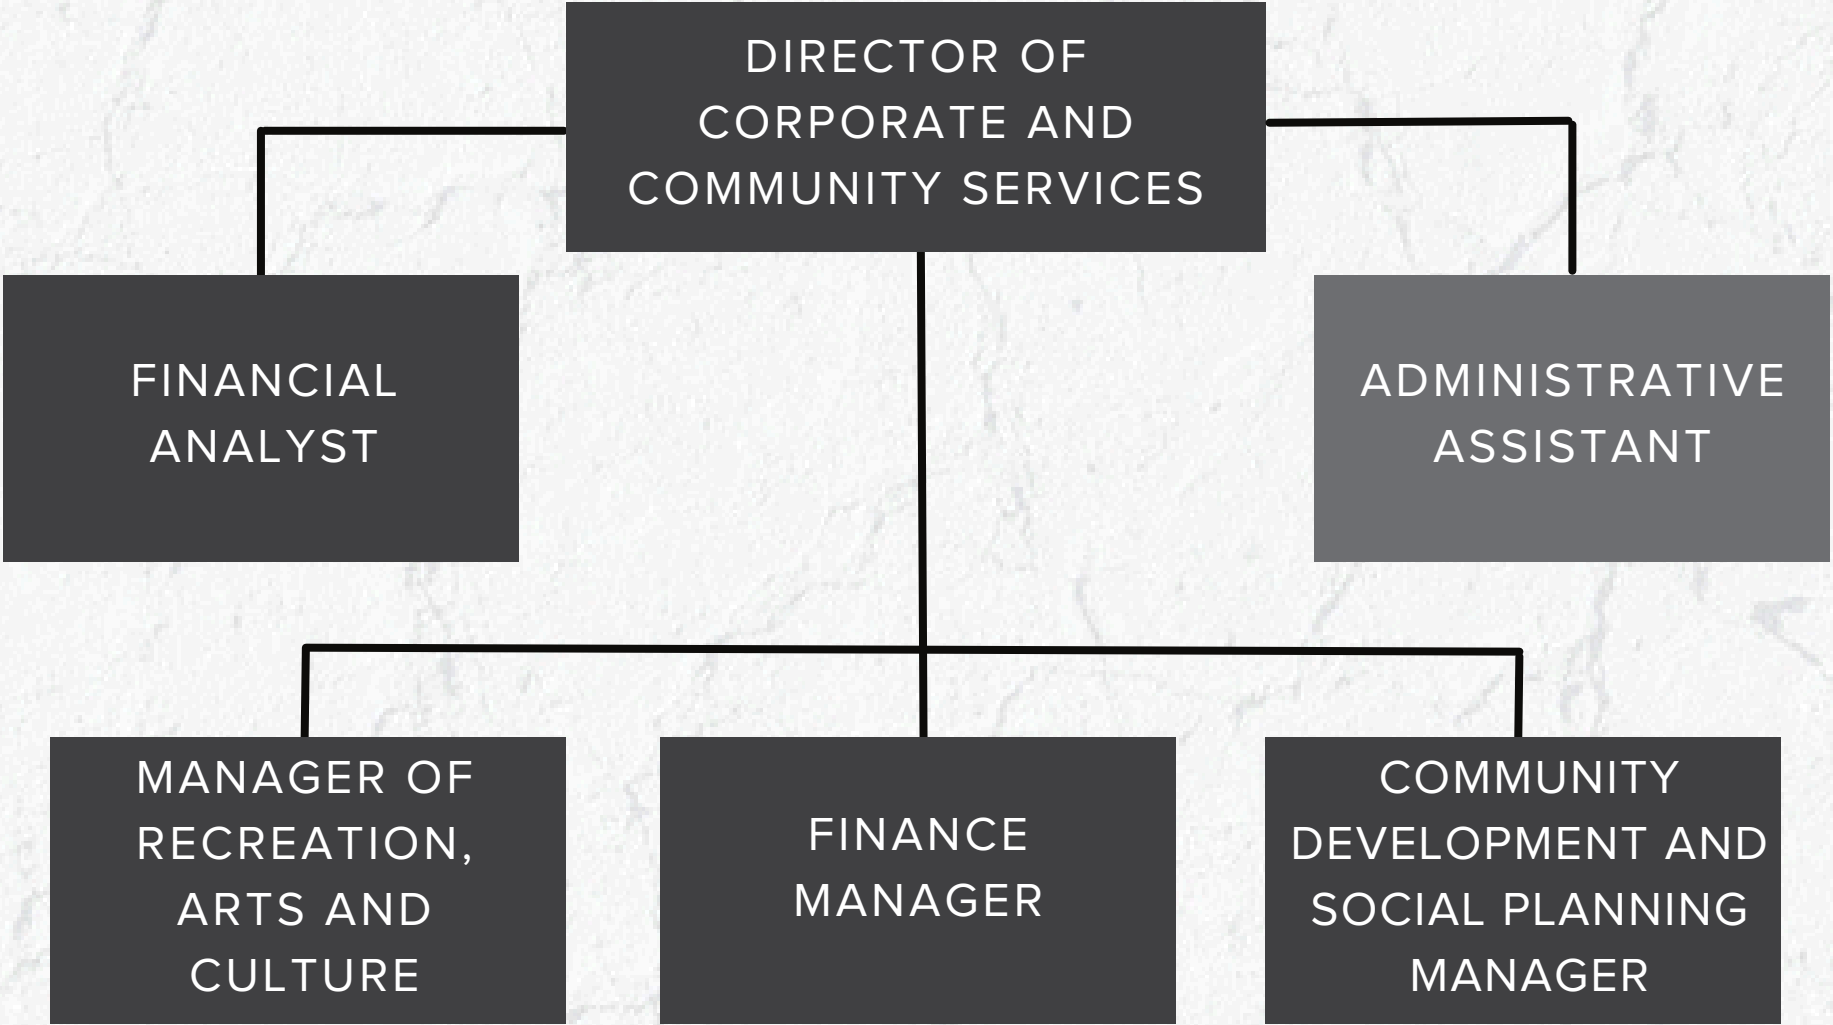 DIRECTOR OF
CORPORATE AND
COMMUNITY SERVICES
FINANCIAL
ANALYST
ADMINISTRATIVE
ASSISTANT
MANAGER OF
RECREATION,
ARTS AND
CULTURE
FINANCE
MANAGER
COMMUNITY
DEVELOPMENT AND
SOCIAL PLANNING
MANAGER